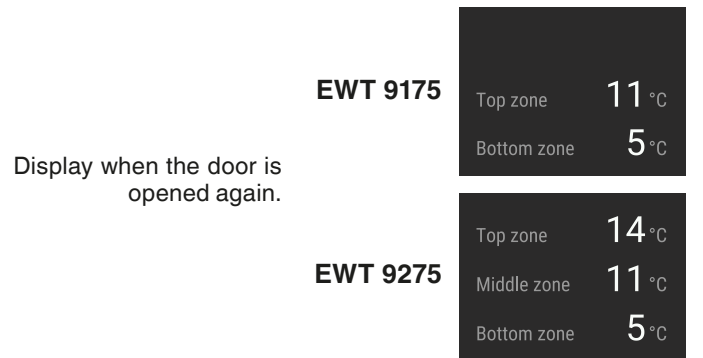 Display when the door is
opened again.
EWT 9175
Top zone 11 °C
Bottom zone 5 °C
EWT 9275
Top zone 14 °C
Middle zone 11 °C
Bottom zone 5 °C